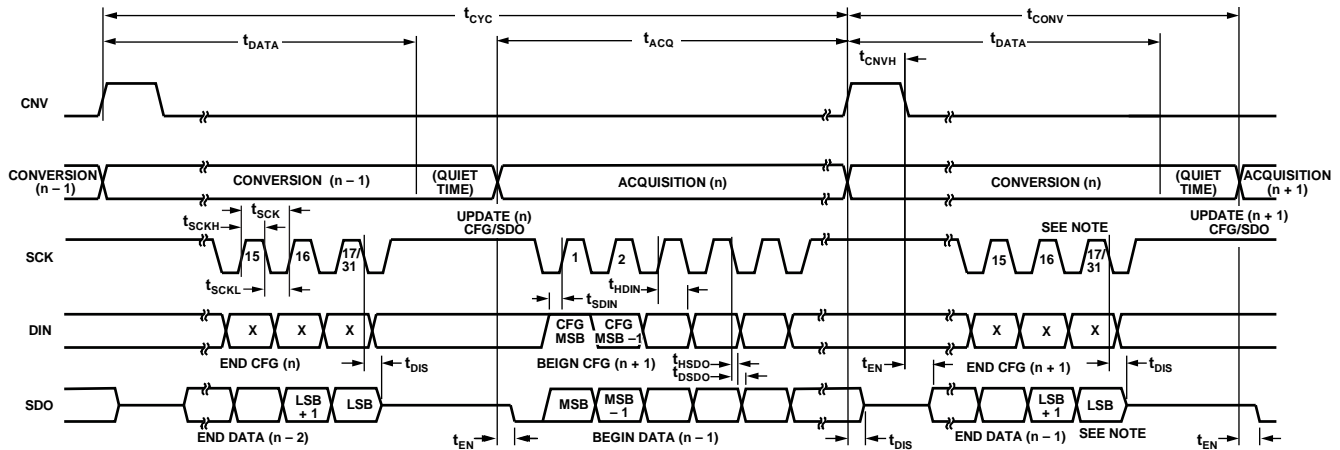 tCYC
tCONV
tDATA
tACQ
tDATA
tCNVH
CNV
CONVERSION (n – 1)
CONVERSION (n – 1)
(QUIET TIME)
ACQUISITION (n)
CONVERSION (n)
(QUIET TIME)
ACQUISITION (n + 1)
tSCK
tSCKH
UPDATE (n) CFG/SDO
SEE NOTE
UPDATE (n + 1) CFG/SDO
SCK
15
16
17/31
1
2
15
16
17/31
tSCKL
tHDIN
tSDIN
DIN
X
X
X
CFG MSB
CFG MSB –1
X
X
X
END CFG (n)
tDIS
BEIGN CFG (n + 1)
tHSDO
tDSDO
tEN
END CFG (n + 1)
tDIS
SDO
LSB + 1
LSB
MSB
MSB –1
LSB + 1
LSB
END DATA (n – 2)
tEN
BEGIN DATA (n – 1)
tDIS
END DATA (n – 1)
SEE NOTE
tEN